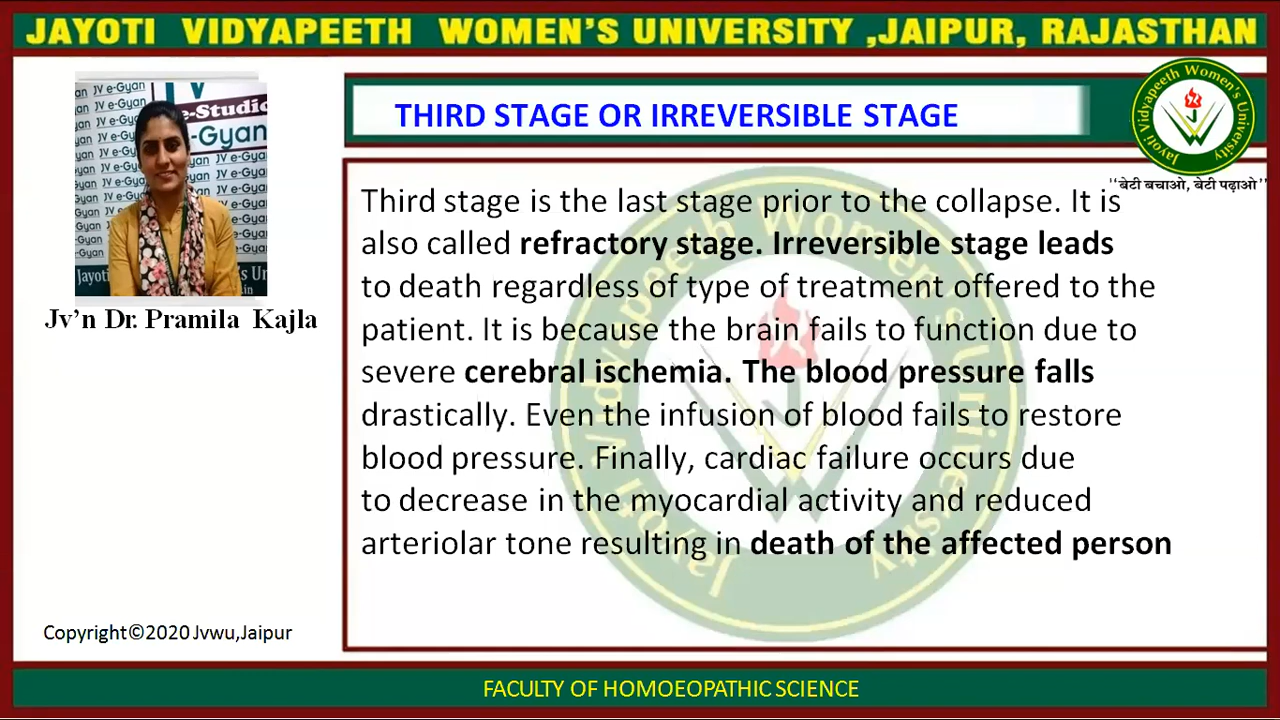 JAYOTI VIDYAPEETH WOMEN'S UNIVERSITY ,JAIPUR, RAJASTHAN
THIRD STAGE OR IRREVERSIBLE STAGE
Jayoti Vidyapeeth Women's University
''बेटी बचाओ, बेटी पढ़ाओ''
Jv'n Dr. Pramila Kajla
Third stage is the last stage prior to the collapse. It is
also called refractory stage. Irreversible stage leads
to death regardless of type of treatment offered to the
patient. It is because the brain fails to function due to
severe cerebral ischemia. The blood pressure falls
drastically. Even the infusion of blood fails to restore
blood pressure. Finally, cardiac failure occurs due
to decrease in the myocardial activity and reduced
arteriolar tone resulting in death of the affected person
Copyright©2020 Jvwu,Jaipur
FACULTY OF HOMOEOPATHIC SCIENCE